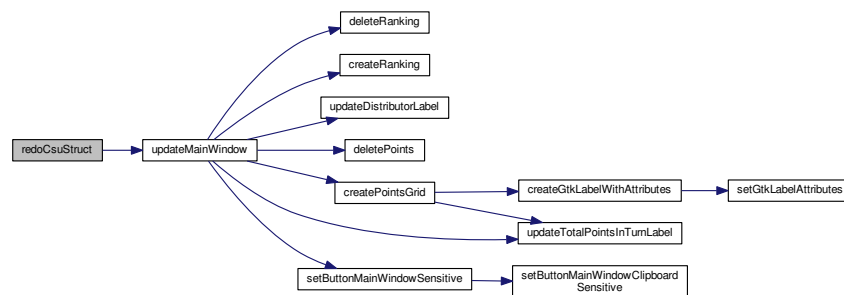 deleteRanking
createRanking
updateDistributorLabel
redoCsuStruct
updateMainWindow
deletePoints
createPointsGrid
createGtkLabelWithAttributes
setGtkLabelAttributes
updateTotalPointsInTurnLabel
setButtonMainWindowSensitive
setButtonMainWindowClipboard
Sensitive